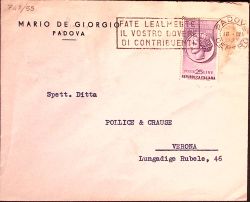 MARIO DE GIORGIO
PADOVA
FATE LEALMENTE
IL VOSTRO DOVERE
DI CONTRIBUENTI
REPUBBLICA ITALIANA
Spett. Ditta
POLICE & CRAUSE
VERONA
Lungadige Rubele, 46